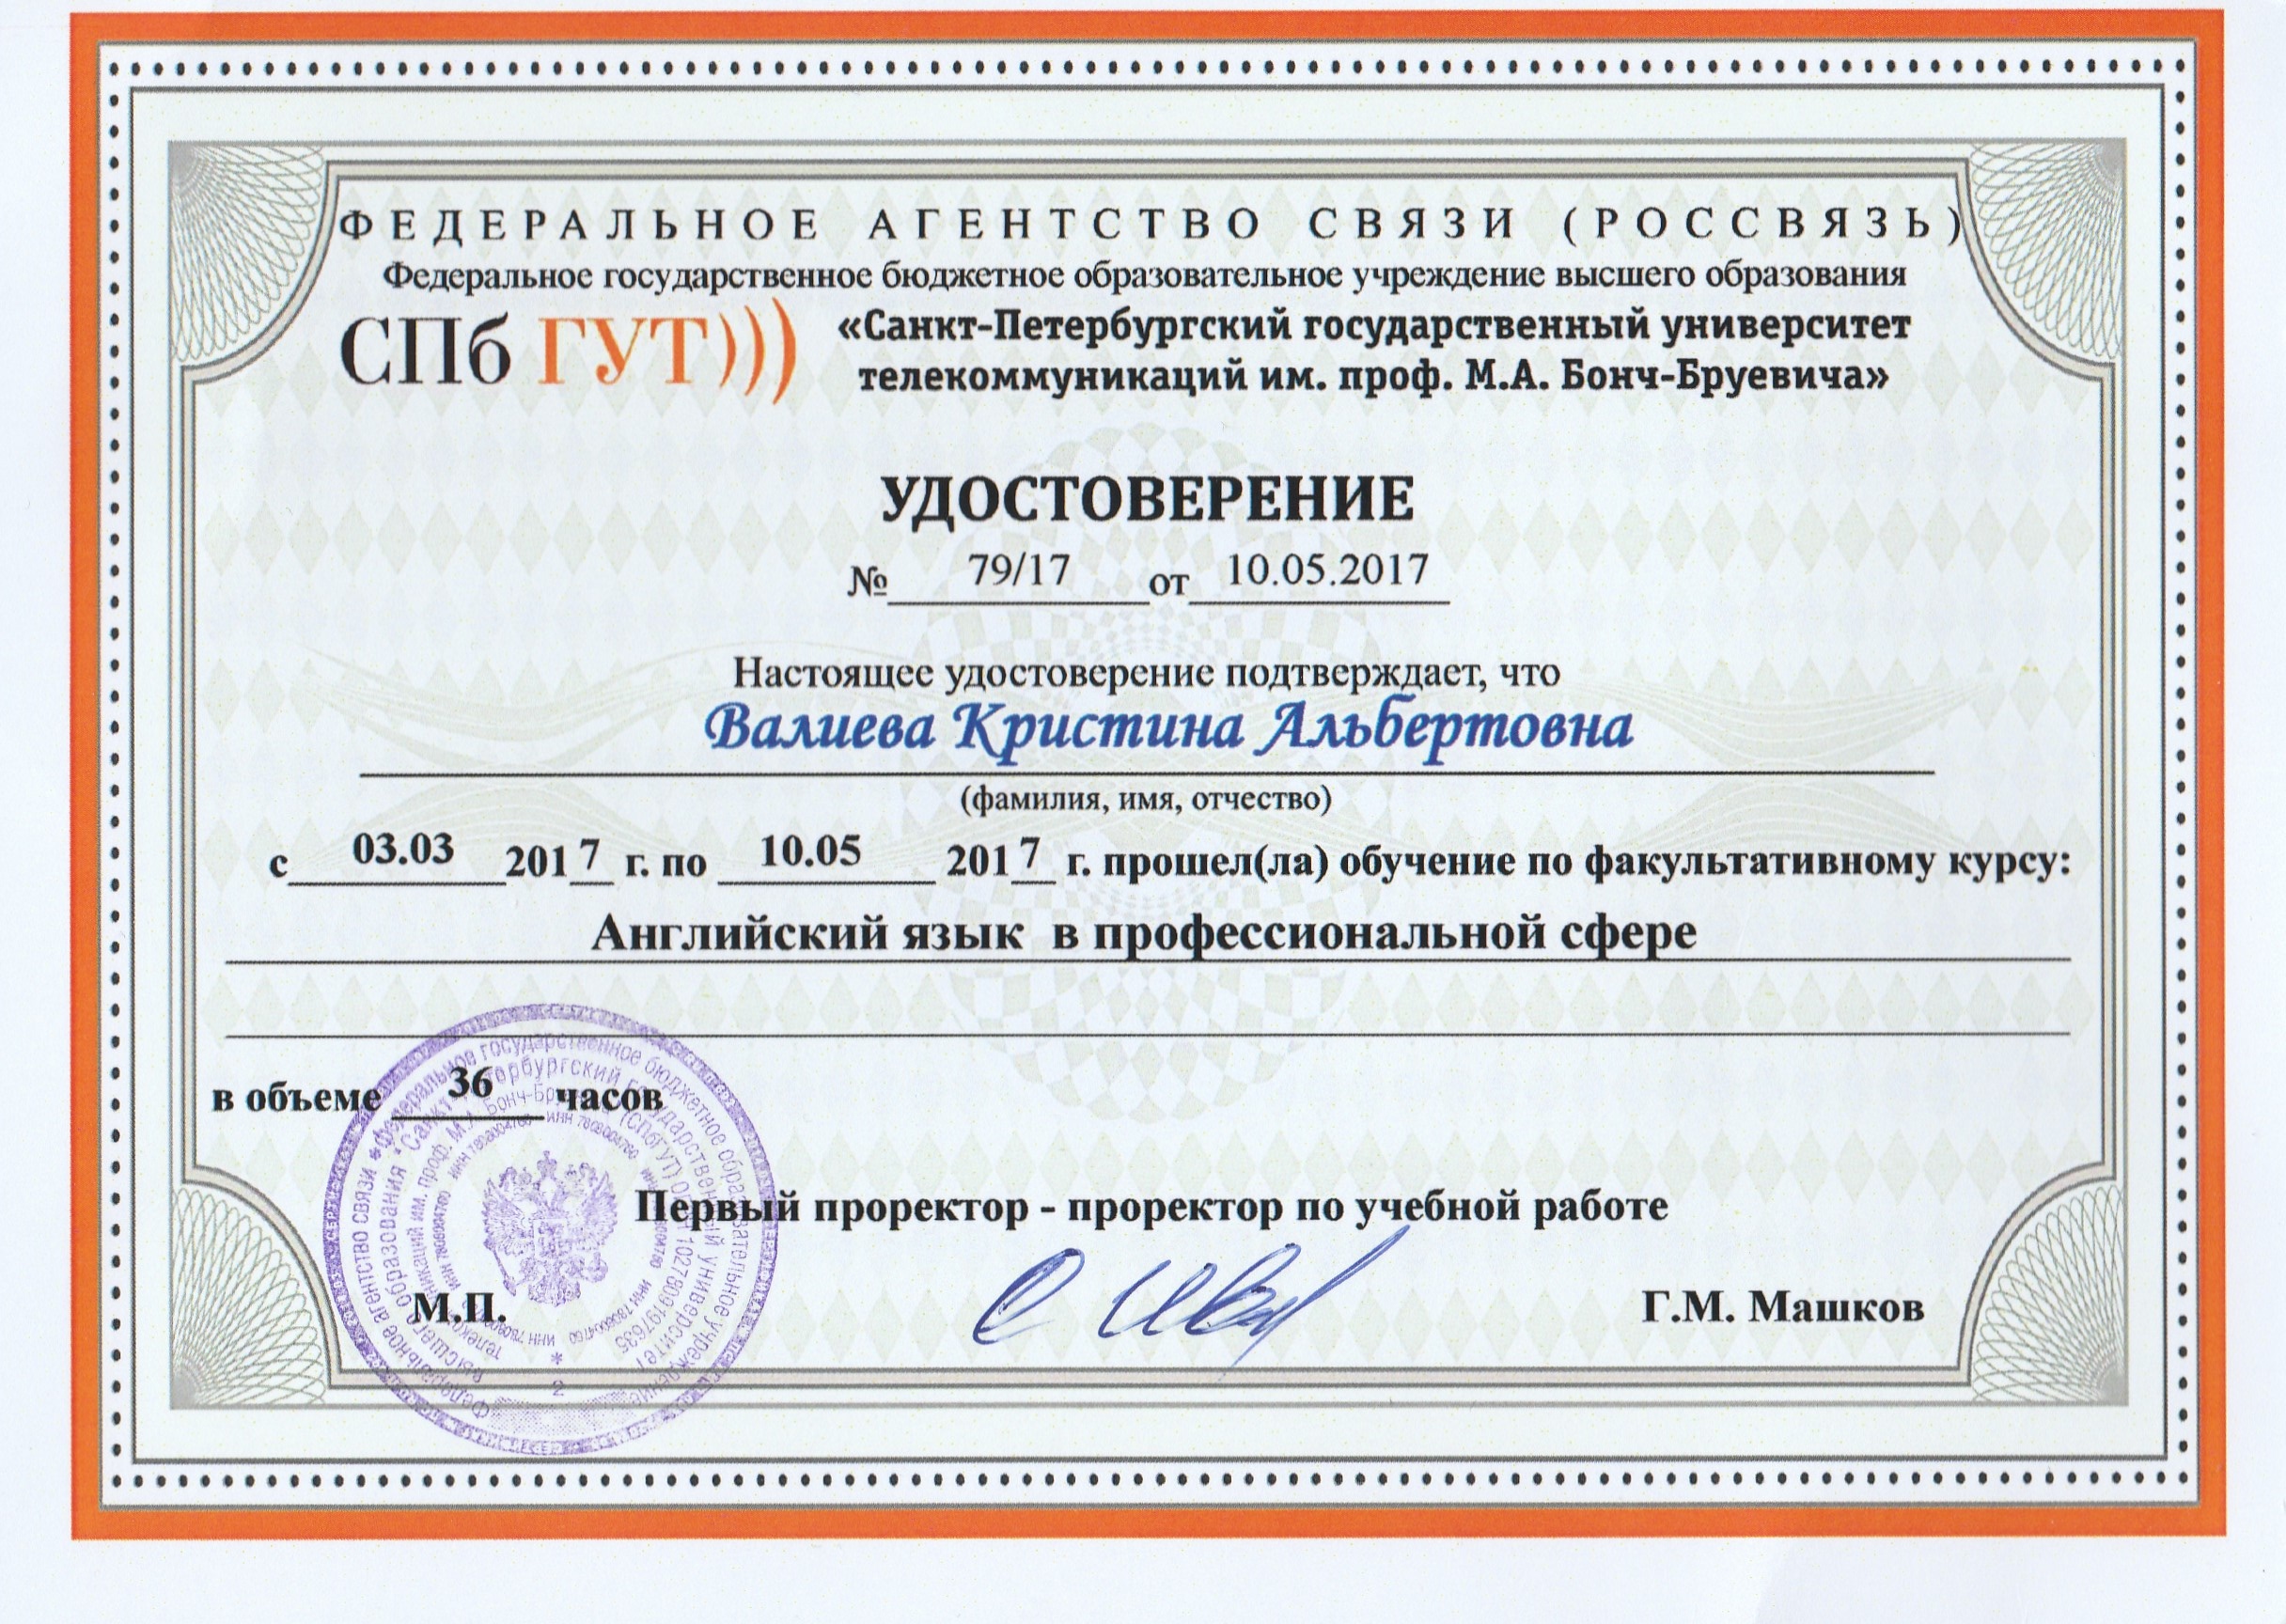 ФЕДЕРАЛЬНОЕ АГЕНТСТВО СВЯЗИ (РОССВЯЗЬ)
Федеральное государственное бюджетное образовательное учреждение высшего образования
СПбГУТ)))
«Санкт-Петербургский государственный университет
телекоммуникаций им. проф. М.А. Бонч-Бруевича»
УДОСТОВЕРЕНИЕ
№ 79/17 от 10.05.2017
Настоящее удостоверение подтверждает, что
Валиева Кристина Альбертовна
(фамилия, имя, отчество)
с 03.03 2017 г. по 10.05 2017 г. прошел(ла) обучение по факультативному курсу:
Английский язык в профессиональной сфере
в объеме 36 часов
Первый проректор - проректор по учебной работе
М.П.
Г.М. Машков
Федеральное агентство связи * Федеральное государственное бюджетное образовательное учреждение
высшего образования "Санкт-Петербургский государственный университет
телекоммуникаций им. проф. М.А. Бонч-Бруевича" (СПбГУТ) 1027809197635
ИНН 7808004760
* 2